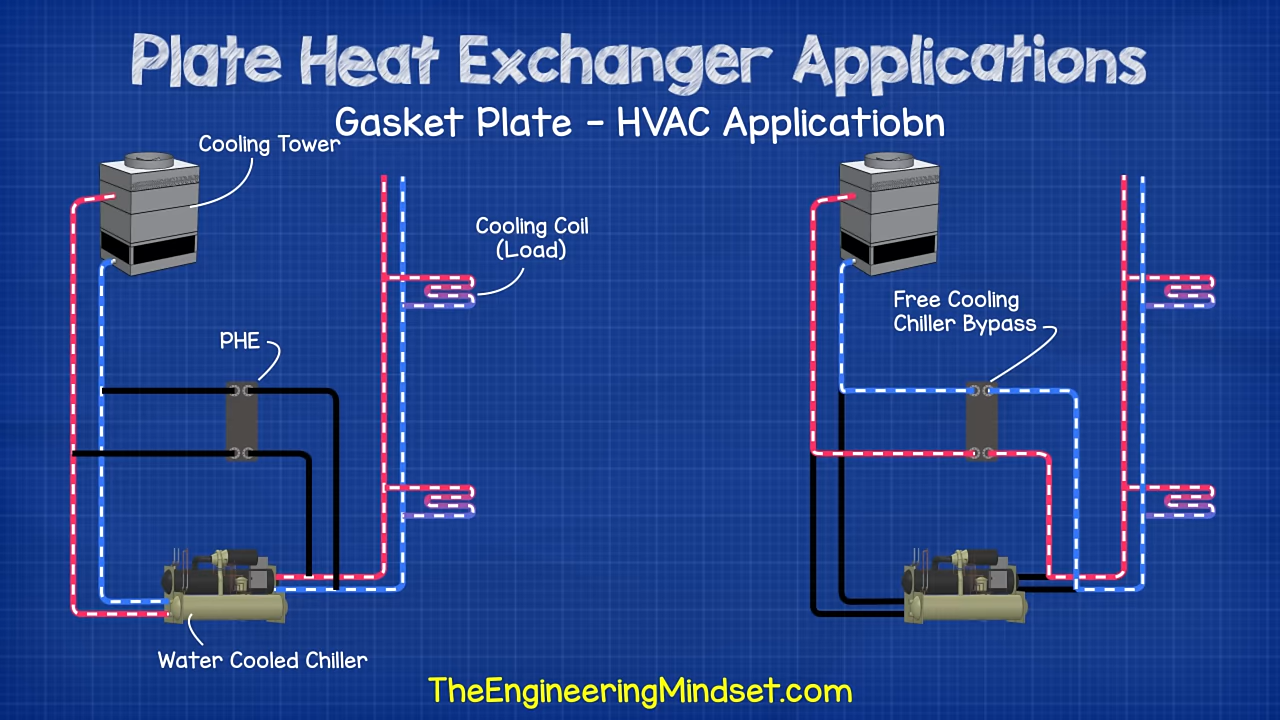 Plate Heat Exchanger Applications
Gasket Plate - HVAC Applicatiobn
Cooling Tower
Cooling Coil
(Load)
PHE
Water Cooled Chiller
Free Cooling
Chiller Bypass
TheEngineeringMindset.com